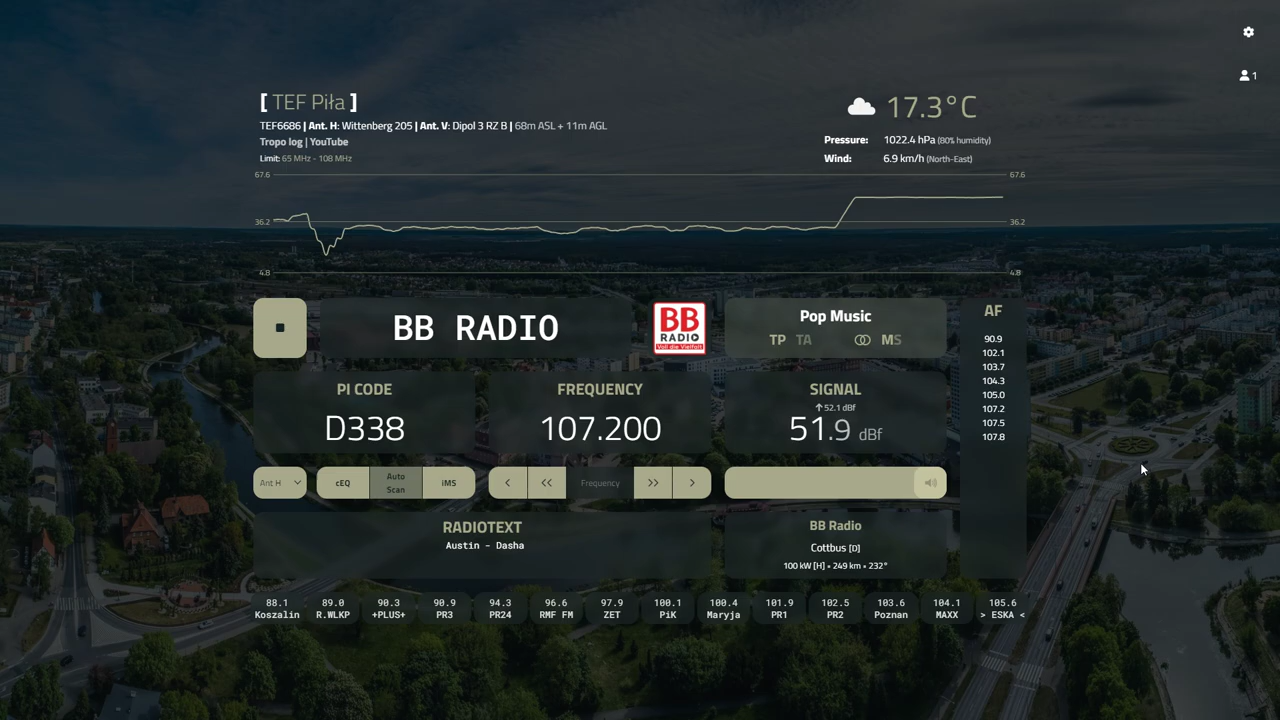 1
[ TEF Piła ]
TEF6686 | Ant. H: Wittenberg 205 | Ant. V: Dipol 3 RZ B | 68m ASL + 11m AGL
Tropo log | YouTube
Limit: 65 MHz - 108 MHz
17.3°C
Pressure: 1022.4 hPa (80% humidity)
Wind: 6.9 km/h (North-East)
67.6 67.6
36.2 36.2
4.8 4.8
BB RADIO
BB
RADIO
Voll die Vielfalt
Pop Music
TP TA MS
AF
90.9
102.1
103.7
104.3
105.0
107.2
107.5
107.8
PI CODE
D338
FREQUENCY
107.200
SIGNAL
52.1 dBf
51.9 dBf
Ant H
cEQ
Auto
Scan
iMS
Frequency
RADIOTEXT
Austin - Dasha
BB Radio
Cottbus [D]
100 kW [H] • 249 km • 232°
88.1 89.0 90.3 90.9 94.3 96.6 97.9 100.1 100.4 101.9 102.5 103.6 104.1 105.6
Koszalin R.WLKP +PLUS+ PR3 PR24 RMF FM ZET PiK Maryja PR1 PR2 Poznan MAXX > ESKA <